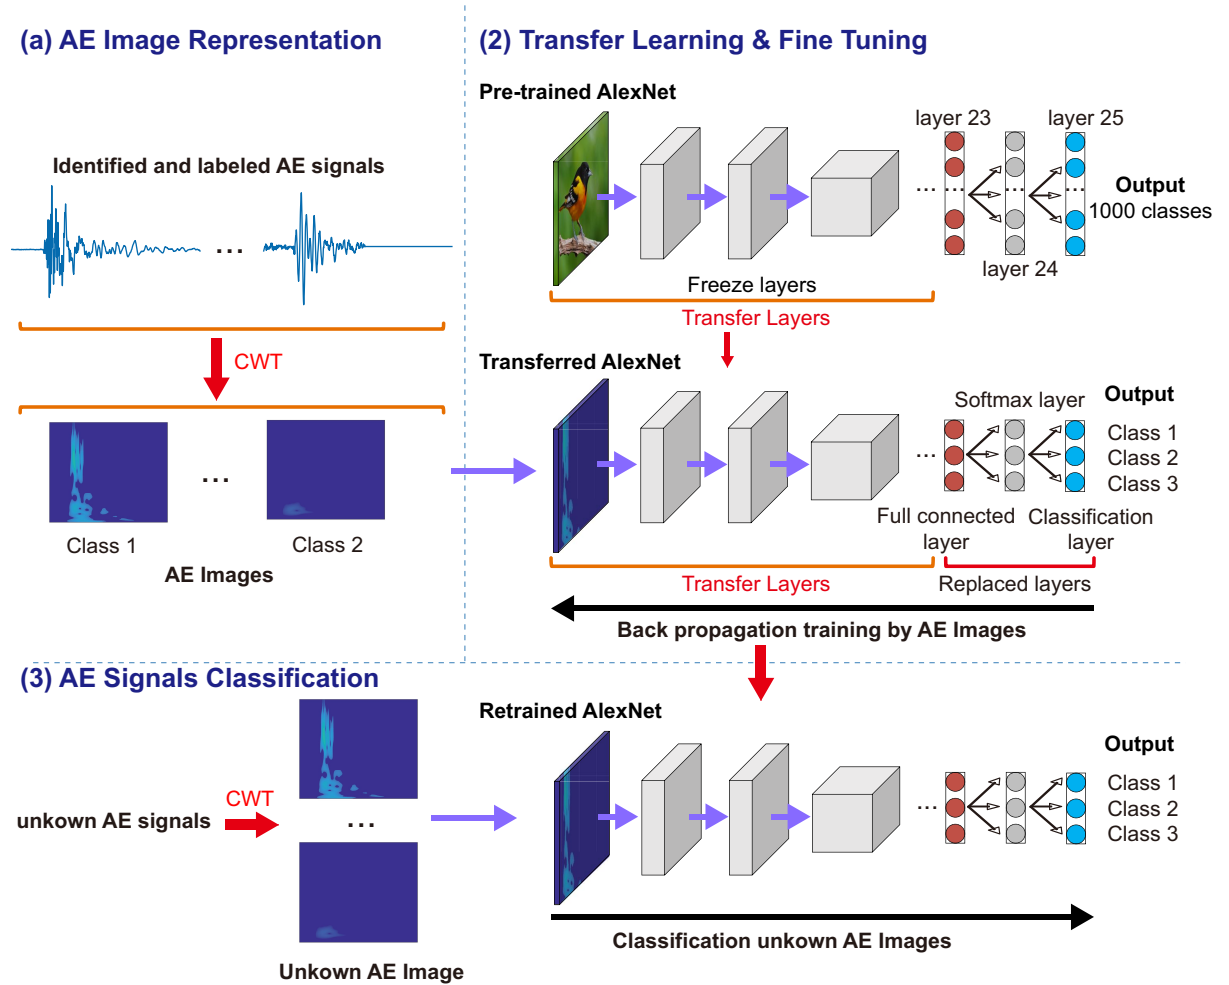 (a) AE Image Representation
Identified and labeled AE signals
...
CWT
...
Class 1
Class 2
AE Images
(2) Transfer Learning & Fine Tuning
Pre-trained AlexNet
layer 23
layer 25
...
...
...
Output
1000 classes
layer 24
Freeze layers
Transfer Layers
Transferred AlexNet
Output
Softmax layer
Class 1
...
Class 2
Class 3
Full connected
layer
Classification
layer
Transfer Layers
Replaced layers
Back propagation training by AE Images
(3) AE Signals Classification
unkown AE signals
CWT
...
Unkown AE Image
Retrained AlexNet
Output
Class 1
...
Class 2
Class 3
Classification unkown AE Images